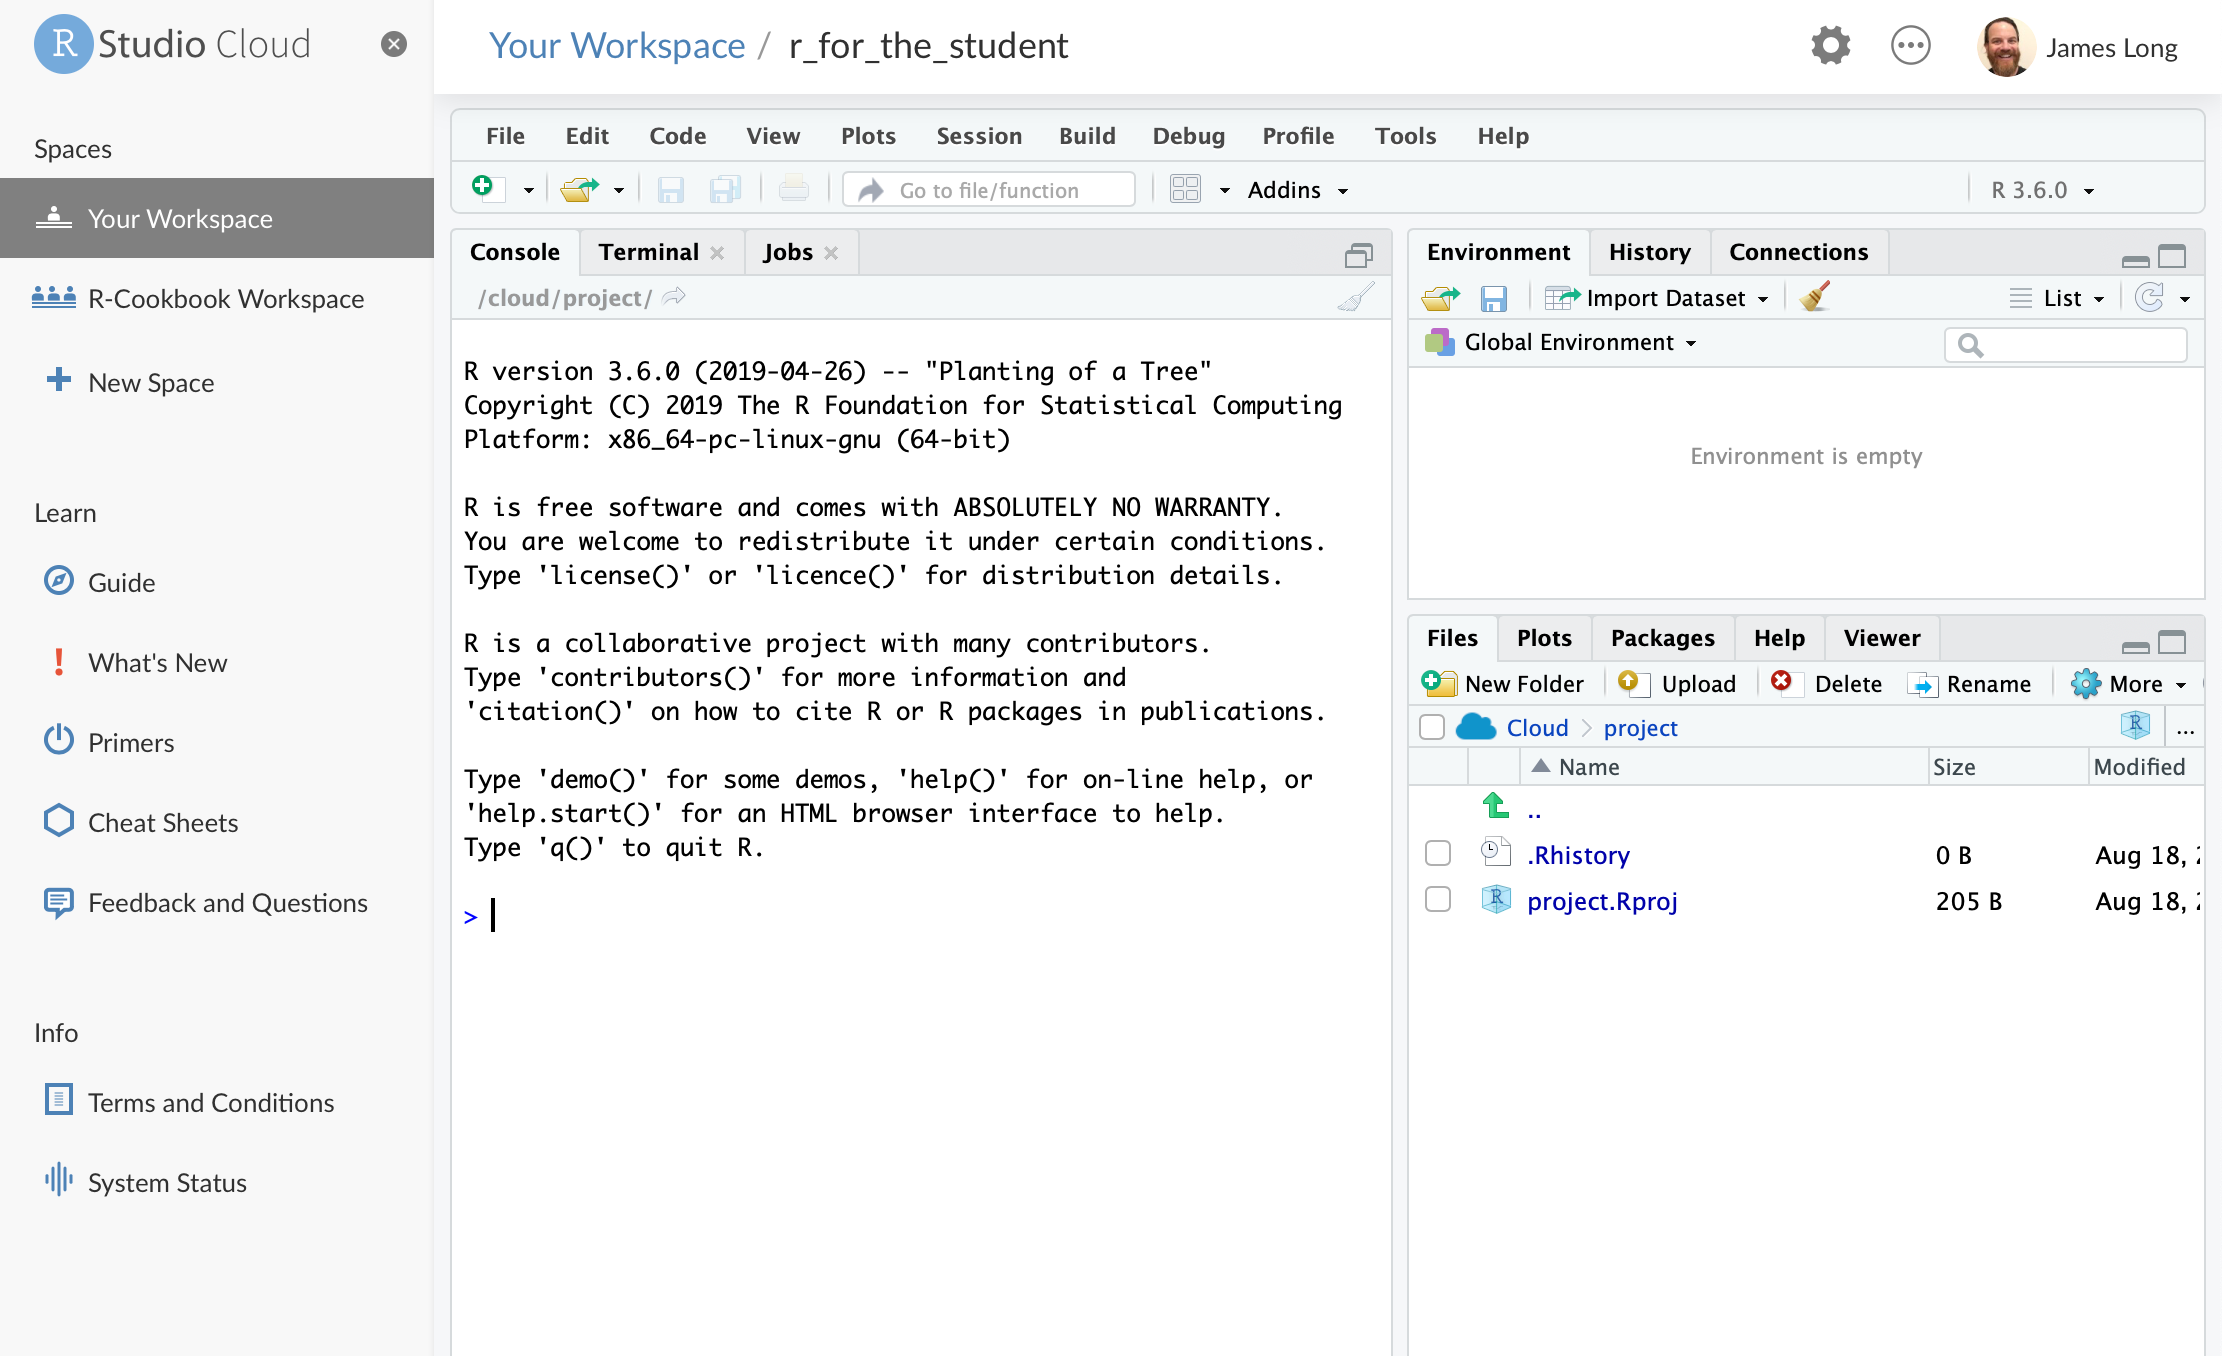 R Studio Cloud
Your Workspace / r_for_the_student
James Long
Spaces
Your Workspace
R-Cookbook Workspace
New Space
Learn
Guide
What's New
Primers
Cheat Sheets
Feedback and Questions
Info
Terms and Conditions
System Status
File Edit Code View Plots Session Build Debug Profile Tools Help
Go to file/function Addins R 3.6.0
Console Terminal Jobs
/cloud/project/
R version 3.6.0 (2019-04-26) -- "Planting of a Tree"
Copyright (C) 2019 The R Foundation for Statistical Computing
Platform: x86_64-pc-linux-gnu (64-bit)
R is free software and comes with ABSOLUTELY NO WARRANTY.
You are welcome to redistribute it under certain conditions.
Type 'license()' or 'licence()' for distribution details.
R is a collaborative project with many contributors.
Type 'contributors()' for more information and
'citation()' on how to cite R or R packages in publications.
Type 'demo()' for some demos, 'help()' for on-line help, or
'help.start()' for an HTML browser interface to help.
Type 'q()' to quit R.
>
Environment History Connections
Import Dataset List
Global Environment
Environment is empty
Files Plots Packages Help Viewer
New Folder Upload Delete Rename More
Cloud > project R ...
Name Size Modified
..
.Rhistory 0 B Aug 18,
R project.Rproj 205 B Aug 18,